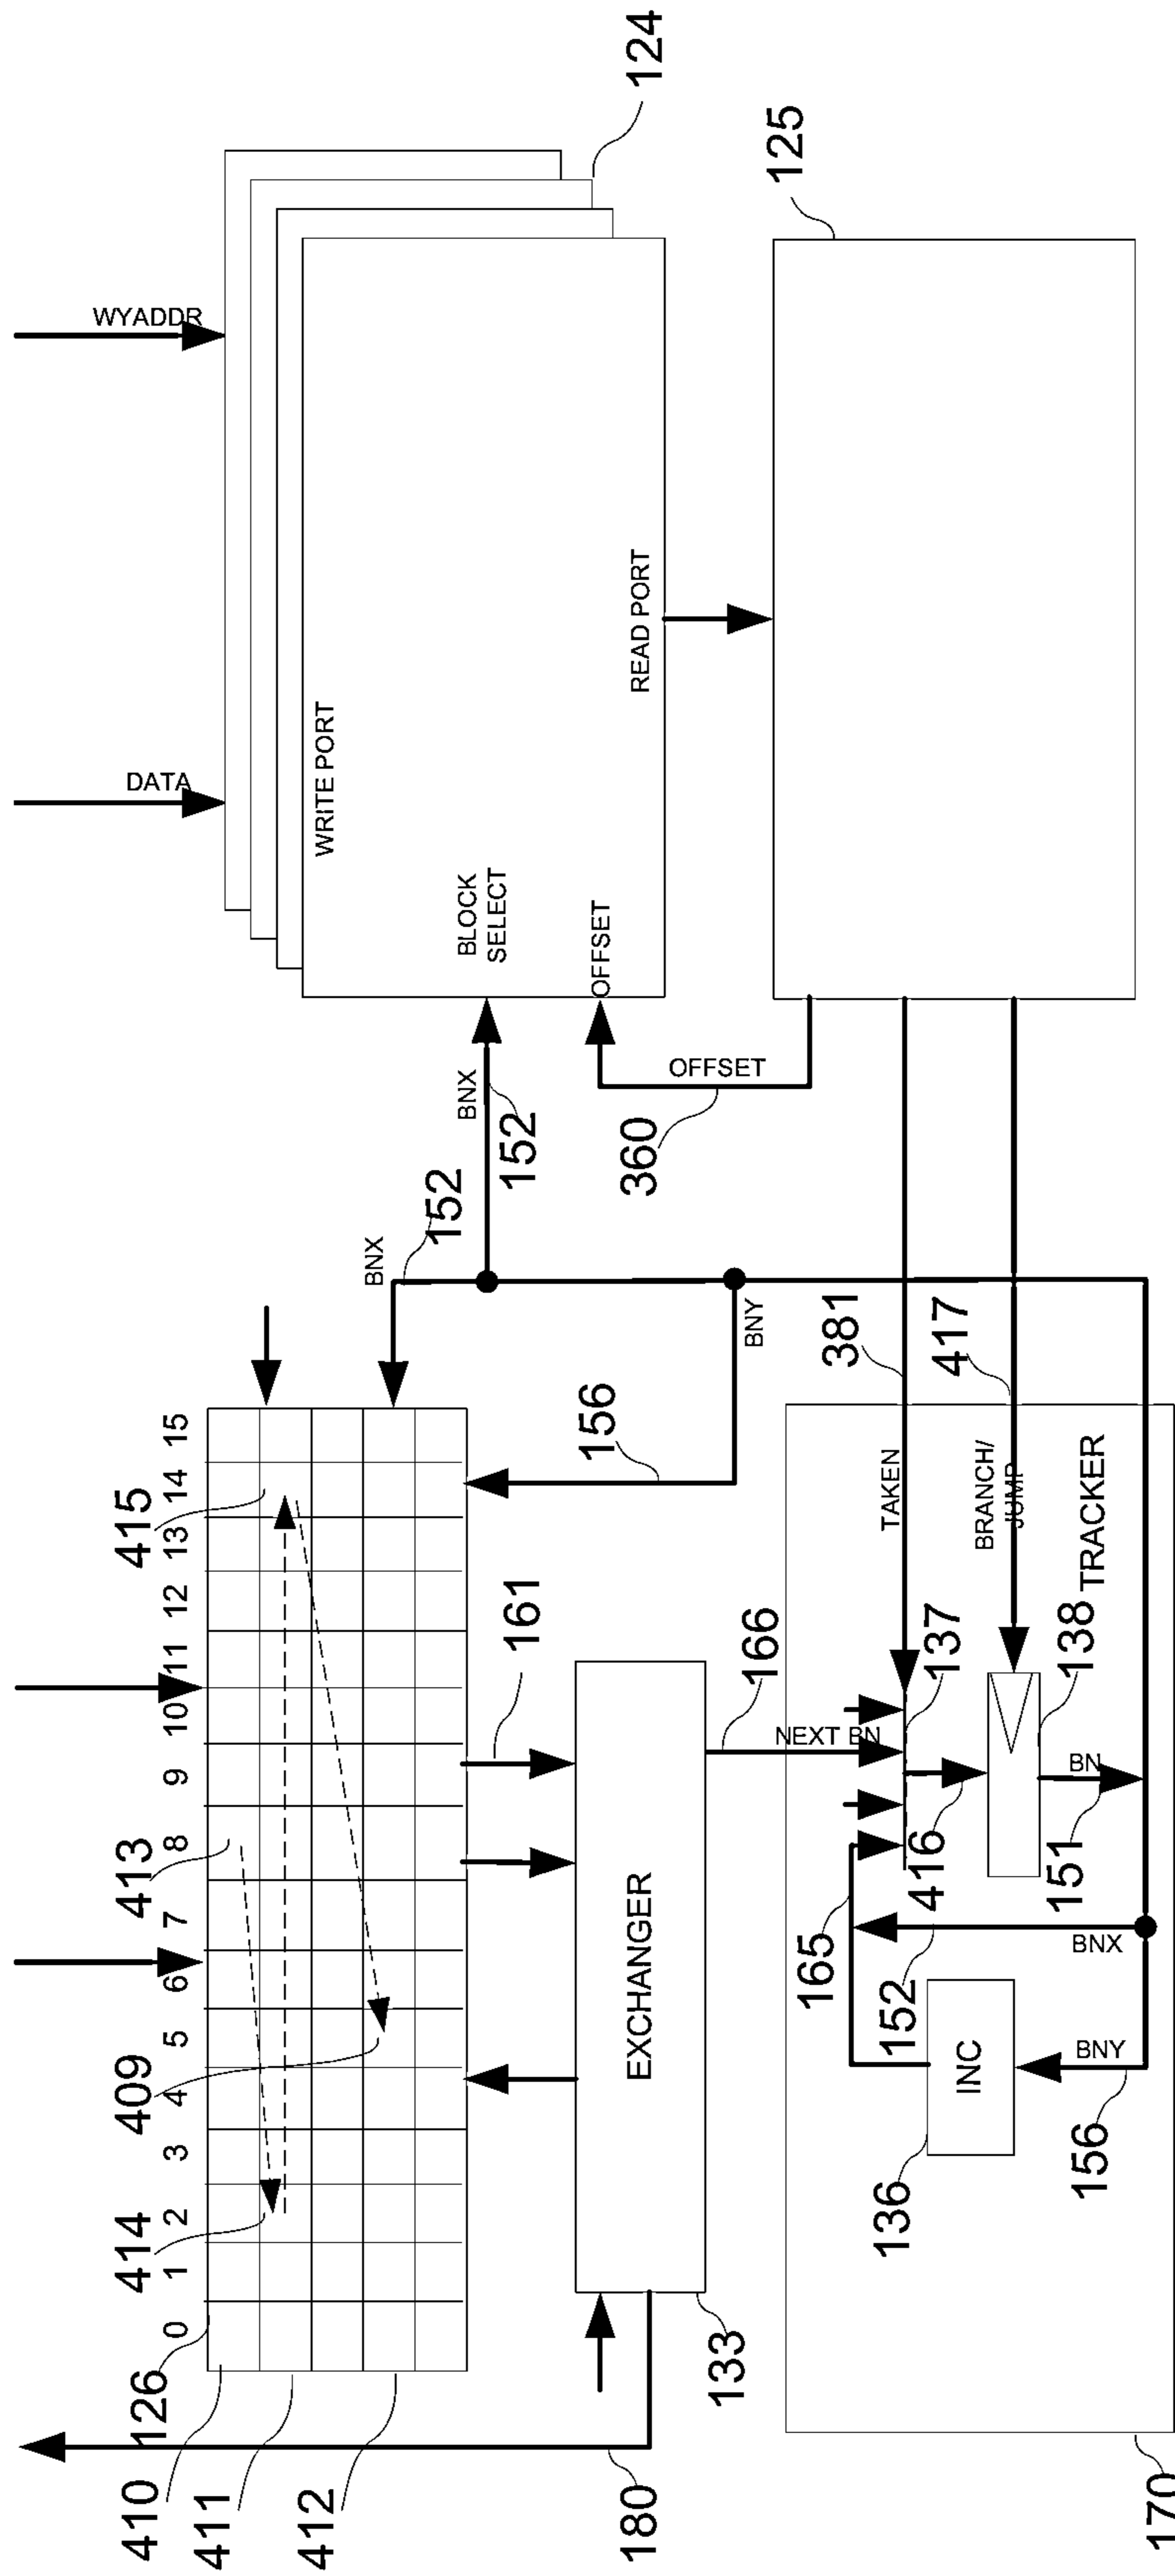 WYADDR
DATA
124
WRITE PORT
BLOCK
SELECT
OFFSET
READ PORT
BNX
152
OFFSET
360
125
152
BNX
BNY
156
126
0 1 2 3 4 5 6 7 8 9 10 11 12 13 14 15
410
411
412
414
409
413
415
161
EXCHANGER
133
180
166
NEXT BN
381
TAKEN
417
BRANCH/
JUMP
TRACKER
137
138
416
BN
151
165
152
BNX
INC
136
BNY
156
170